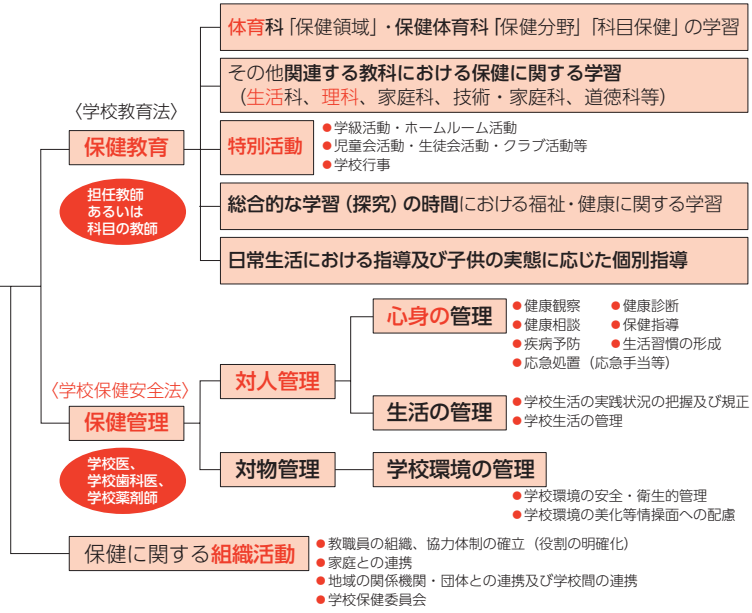 体育科「保健領域」・保健体育科「保健分野」「科目保健」の学習
その他関連する教科における保健に関する学習
（生活科、理科、家庭科、技術・家庭科、道徳科等）
〈学校教育法〉
保健教育
担任教師
あるいは
科目の教師
特別活動
●学級活動・ホームルーム活動
●児童会活動・生徒会活動・クラブ活動等
●学校行事
総合的な学習（探究）の時間における福祉・健康に関する学習
日常生活における指導及び子供の実態に応じた個別指導
〈学校保健安全法〉
保健管理
学校医、
学校歯科医、
学校薬剤師
対人管理
心身の管理
●健康観察　●健康診断
●健康相談　●保健指導
●疾病予防　●生活習慣の形成
●応急処置（応急手当等）
生活の管理
●学校生活の実践状況の把握及び規正
●学校生活の管理
対物管理
学校環境の管理
●学校環境の安全・衛生的管理
●学校環境の美化等情操面への配慮
保健に関する組織活動
●教職員の組織、協力体制の確立（役割の明確化）
●家庭との連携
●地域の関係機関・団体との連携及び学校間の連携
●学校保健委員会